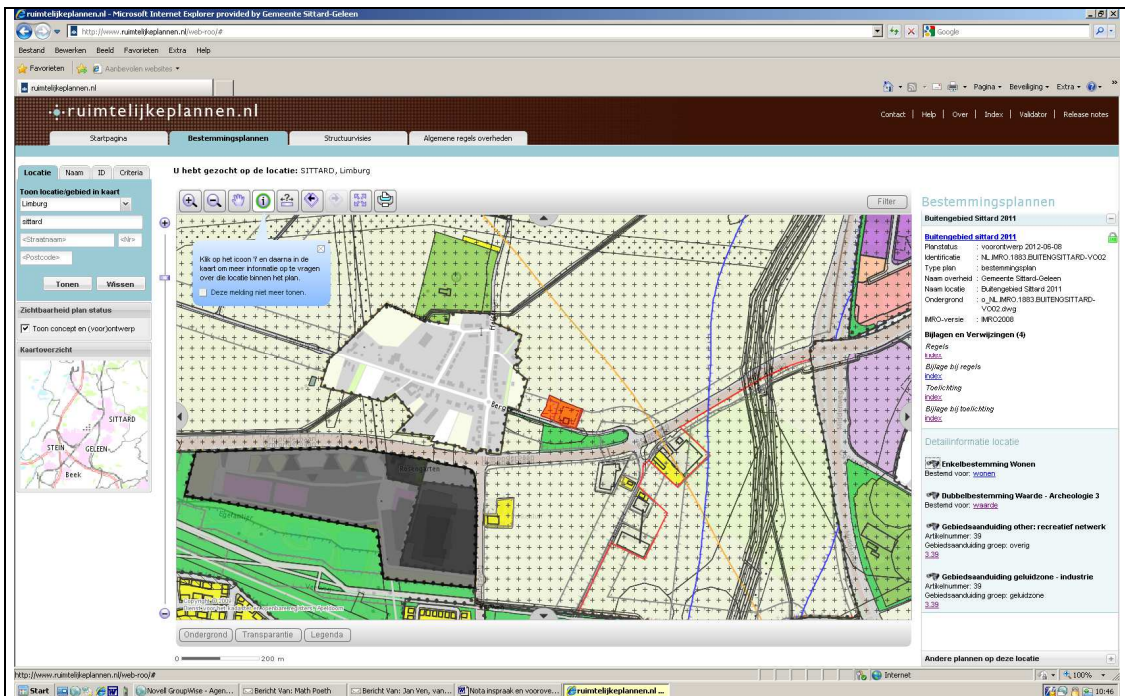 ruimtelijkeplannen.nl - Microsoft Internet Explorer provided by Gemeente Sittard-Geleen
http://www.ruimtelijkeplannen.nl/web-roo/#
Google
Bestand Bewerken Beeld Favorieten Extra Help
Favorieten Aanbevolen websites
ruimtelijkeplannen.nl
Pagina Beveiliging Extra
ruimtelijkeplannen.nl
Contact | Help | Over | Index | Validator | Release notes
Startpagina Bestemmingsplannen Structuurvisies Algemene regels overheden
Locatie Naam ID Criteria
Toon locatie/gebied in kaart
Limburg
sittard
<Straatnaam> <Nr>
<Postcode>
Tonen Wissen
Zichtbaarheid plan status
Toon concept en (voor)ontwerp
Kaartoverzicht
SITTARD
STEIN GELEEN
Beek
U hebt gezocht op de locatie: SITTARD, Limburg
Filter
Klik op het icoon 'i' en daarna in de
kaart om meer informatie op te vragen
over die locatie binnen het plan.
Deze melding niet meer tonen.
Ondergrond Transparantie Legenda
0 200 m
Bestemmingsplannen
Buitengebied Sittard 2011
Buitengebied sittard 2011
Planstatus : voorontwerp 2012-06-08
Identificatie : NL.IMRO.1883.BUITENGSITTARD-VO02
Type plan : bestemmingsplan
Naam overheid : Gemeente Sittard-Geleen
Naam locatie : Buitengebied Sittard 2011
Ondergrond : o_NL.IMRO.1883.BUITENGSITTARD-
VO02.dwg
IMRO-versie : IMRO2008
Bijlagen en Verwijzingen (4)
Regels
index
Bijlage bij regels
index
Toelichting
index
Bijlage bij toelichting
index
Detailinformatie locatie
Enkelbestemming Wonen
Bestemd voor: wonen
Dubbelbestemming Waarde - Archeologie 3
Bestemd voor: waarde
Gebiedsaanduiding other: recreatief netwerk
Artikelnummer: 39
Gebiedsaanduiding groep: overig
3.39
Gebiedsaanduiding geluidzone - industrie
Artikelnummer: 39
Gebiedsaanduiding groep: geluidzone
3.39
Andere plannen op deze locatie
http://www.ruimtelijkeplannen.nl/web-roo/#
Internet
100%
Start Novell GroupWise - Agen... Bericht Van: Math Poeth Bericht Van: Jan Ven, van... Nota inspraak en voorove... ruimtelijkeplannen.nl ...
10:46